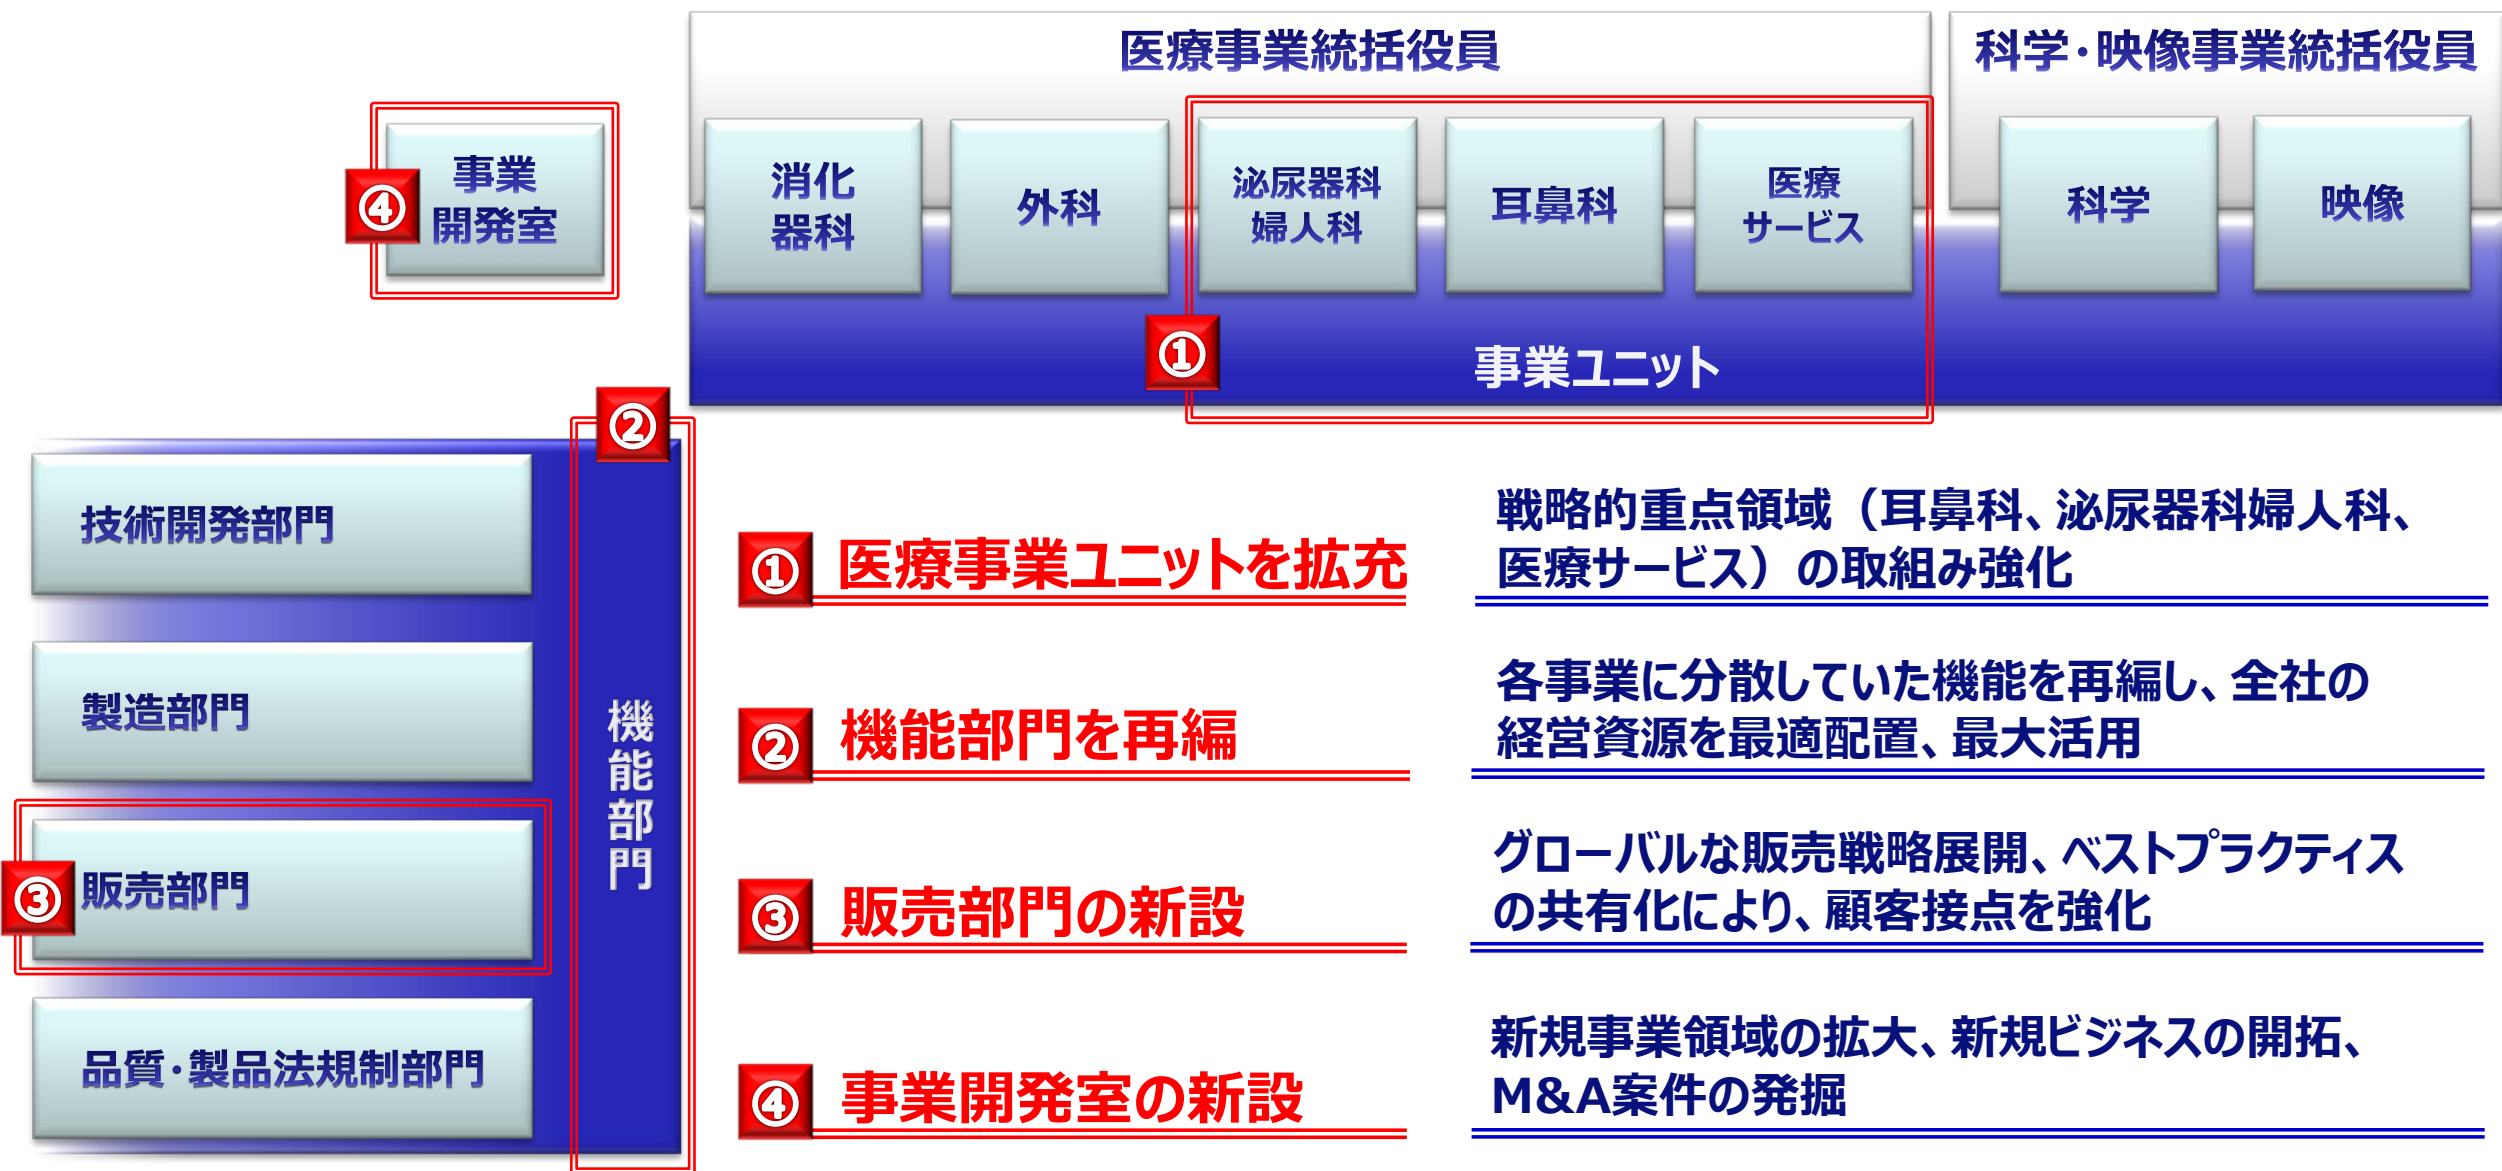 医療事業統括役員
科学・映像事業統括役員
④
事業
開発室
消化
器科
外科
泌尿器科
婦人科
耳鼻科
医療
サービス
科学
映像
①
事業ユニット
②
機能部門
技術開発部門
製造部門
③
販売部門
品質・製品法規制部門
①
医療事業ユニットを拡充
戦略的重点領域（耳鼻科、泌尿器科婦人科、
医療サービス）の取組み強化
②
機能部門を再編
各事業に分散していた機能を再編し、全社の
経営資源を最適配置、最大活用
③
販売部門の新設
グローバルな販売戦略展開、ベストプラクティス
の共有化により、顧客接点を強化
④
事業開発室の新設
新規事業領域の拡大、新規ビジネスの開拓、
M&A案件の発掘